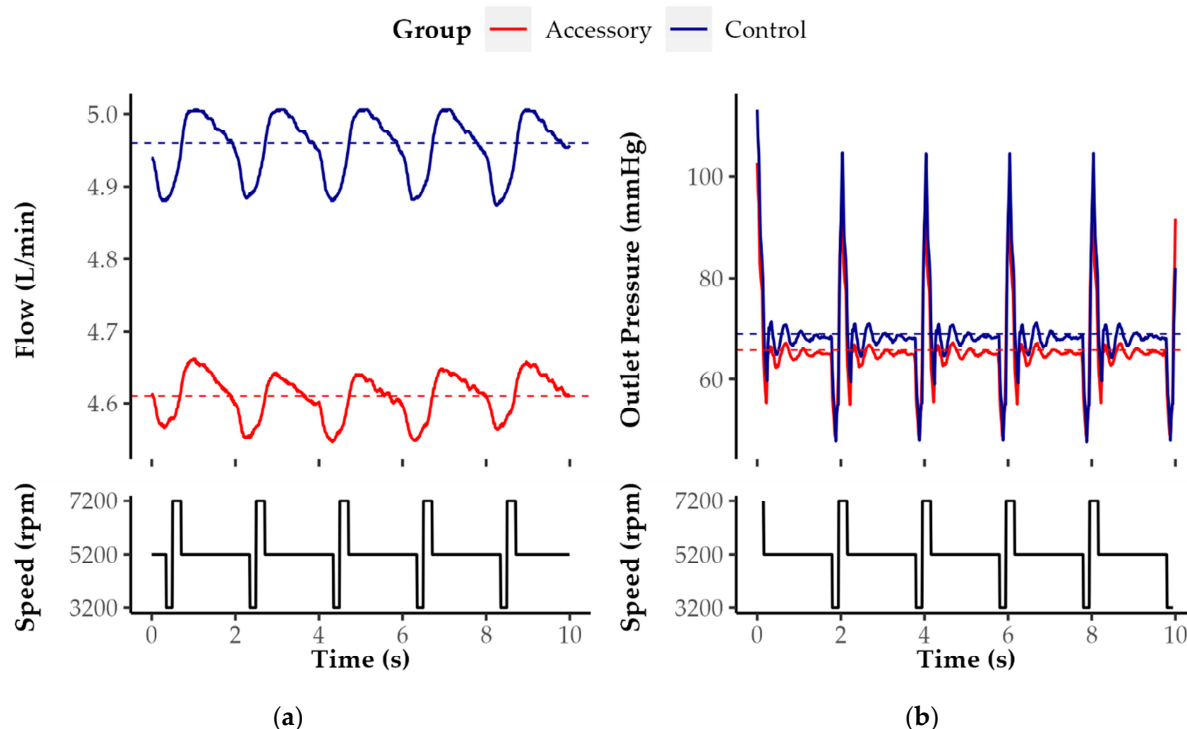 Group Accessory Control
Flow (L/min)
5.0
4.9
4.8
4.7
4.6
Speed (rpm)
7200
5200
3200
0 2 4 6 8 10
Time (s)
(a)
Outlet Pressure (mmHg)
100
80
60
Speed (rpm)
7200
5200
3200
0 2 4 6 8 10
Time (s)
(b)